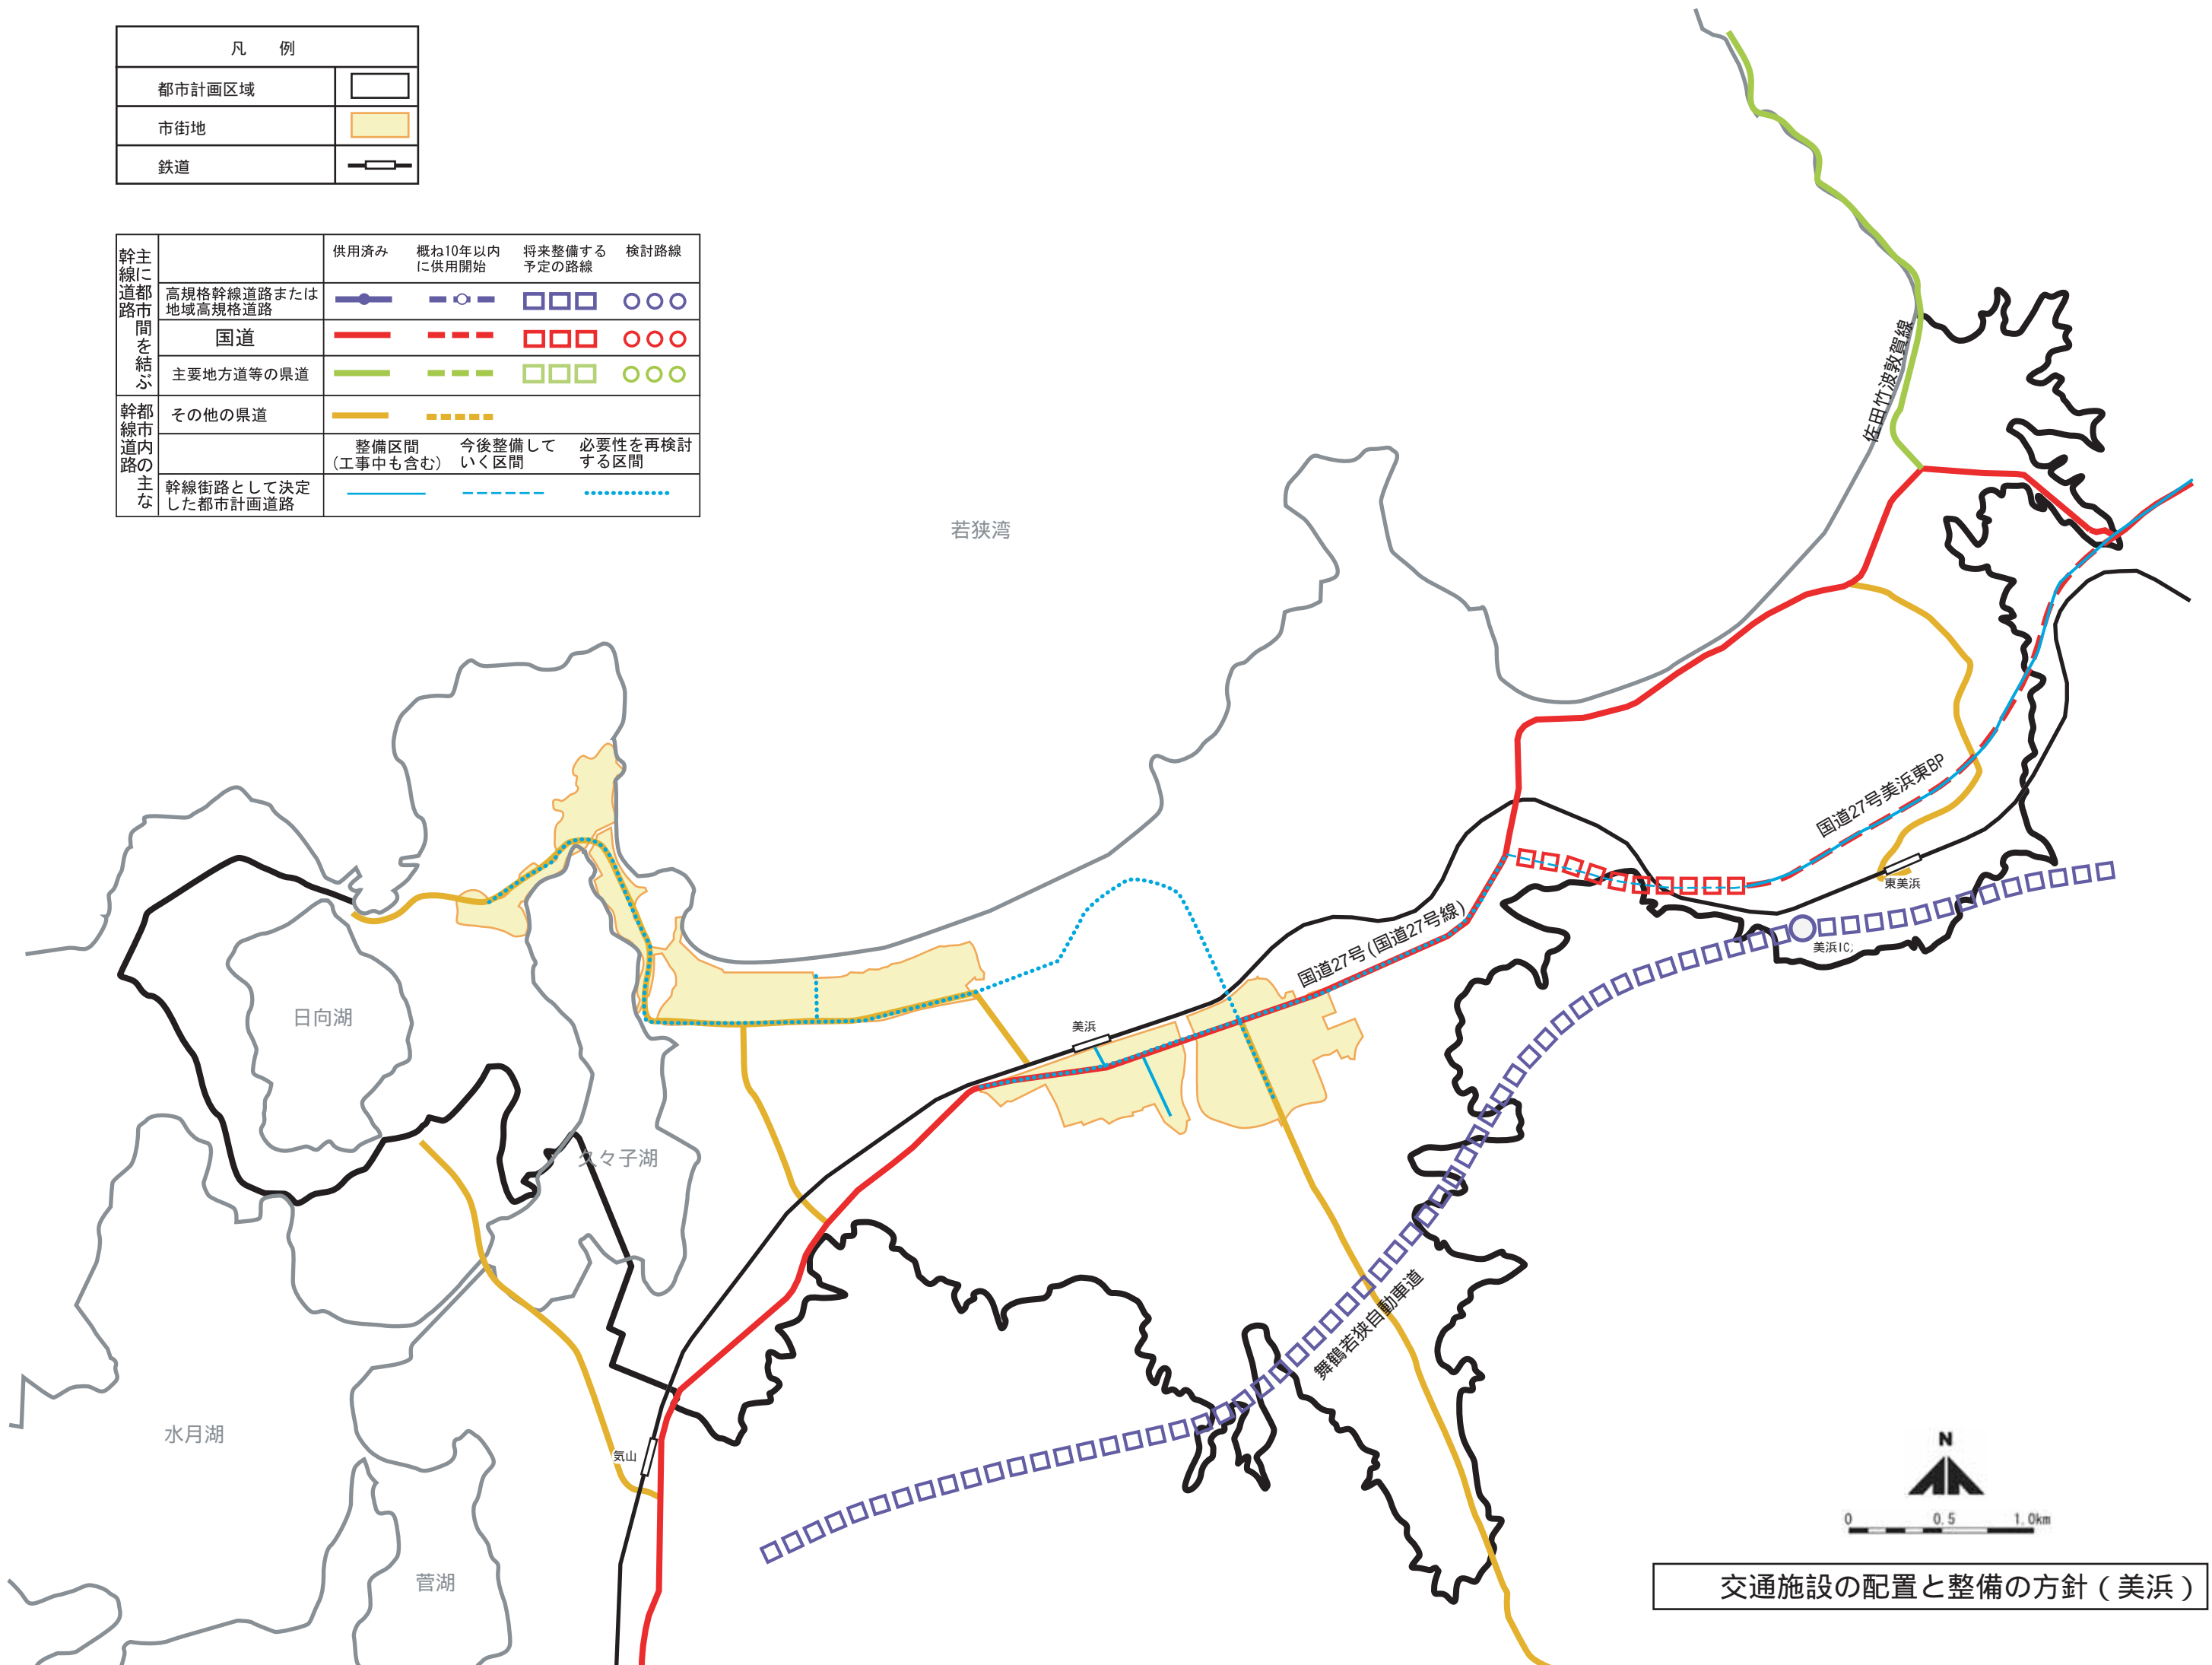 凡　例
都市計画区域
市街地
鉄道
主に都市間を結ぶ
幹線道路
供用済み
概ね10年以内
に供用開始
将来整備する
予定の路線
検討路線
高規格幹線道路または
地域高規格道路
国道
主要地方道等の県道
都市内の主な
幹線道路
その他の県道
整備区間
（工事中も含む）
今後整備して
いく区間
必要性を再検討
する区間
幹線街路として決定
した都市計画道路
若狭湾
佐田竹波敦賀線
国道27号美浜東BP
東美浜
美浜IC
国道27号（国道27号線）
美浜
日向湖
久々子湖
水月湖
気山
菅湖
舞鶴若狭自動車道
N
0 0.5 1.0km
交通施設の配置と整備の方針（美浜）